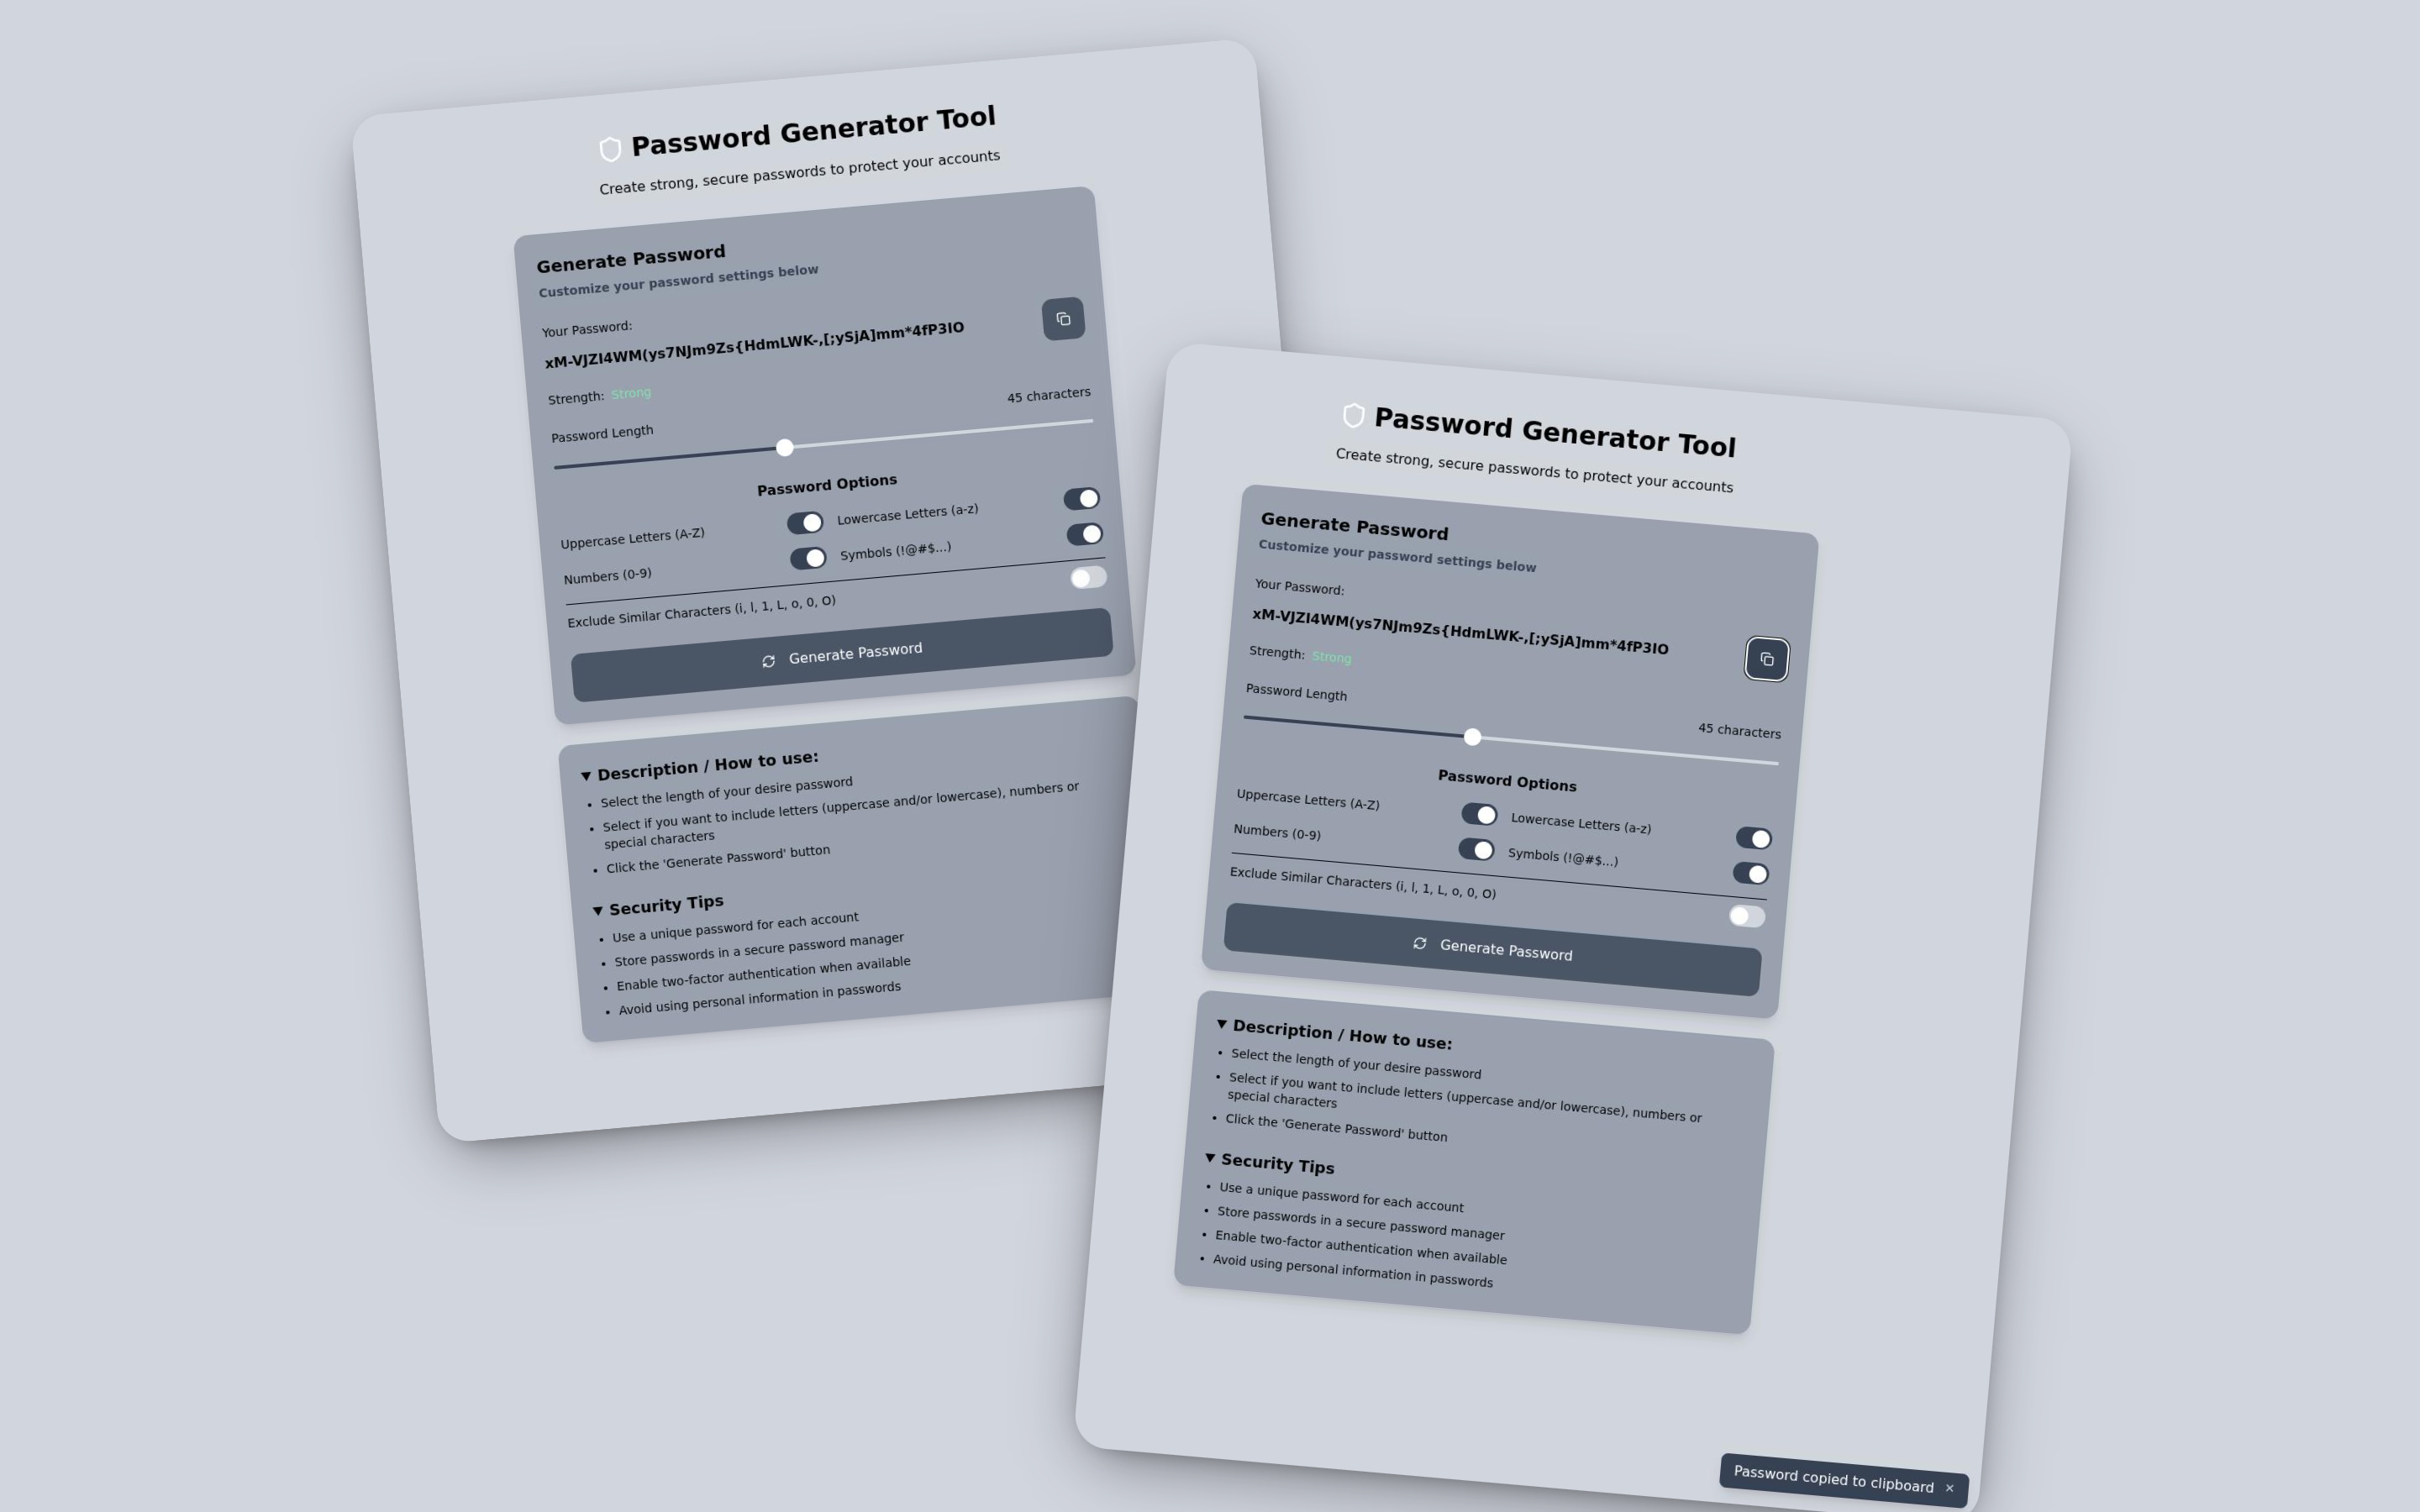 Password Generator Tool
Create strong, secure passwords to protect your accounts
Generate Password
Customize your password settings below
Your Password:
xM-VJZI4WM(ys7NJm9Zs{HdmLWK-,[;ySjA]mm*4fP3IO
Strength: Strong
45 characters
Password Length
Password Options
Uppercase Letters (A-Z) Lowercase Letters (a-z)
Numbers (0-9) Symbols (!@#$...)
Exclude Similar Characters (i, l, 1, L, o, 0, O)
Generate Password
Description / How to use:
• Select the length of your desire password
• Select if you want to include letters (uppercase and/or lowercase), numbers or
special characters
• Click the 'Generate Password' button
Security Tips
• Use a unique password for each account
• Store passwords in a secure password manager
• Enable two-factor authentication when available
• Avoid using personal information in passwords
Password Generator Tool
Create strong, secure passwords to protect your accounts
Generate Password
Customize your password settings below
Your Password:
xM-VJZI4WM(ys7NJm9Zs{HdmLWK-,[;ySjA]mm*4fP3IO
Strength: Strong
Password Length
45 characters
Password Options
Uppercase Letters (A-Z) Lowercase Letters (a-z)
Numbers (0-9) Symbols (!@#$...)
Exclude Similar Characters (i, l, 1, L, o, 0, O)
Generate Password
Description / How to use:
• Select the length of your desire password
• Select if you want to include letters (uppercase and/or lowercase), numbers or
special characters
• Click the 'Generate Password' button
Security Tips
• Use a unique password for each account
• Store passwords in a secure password manager
• Enable two-factor authentication when available
• Avoid using personal information in passwords
Password copied to clipboard ×